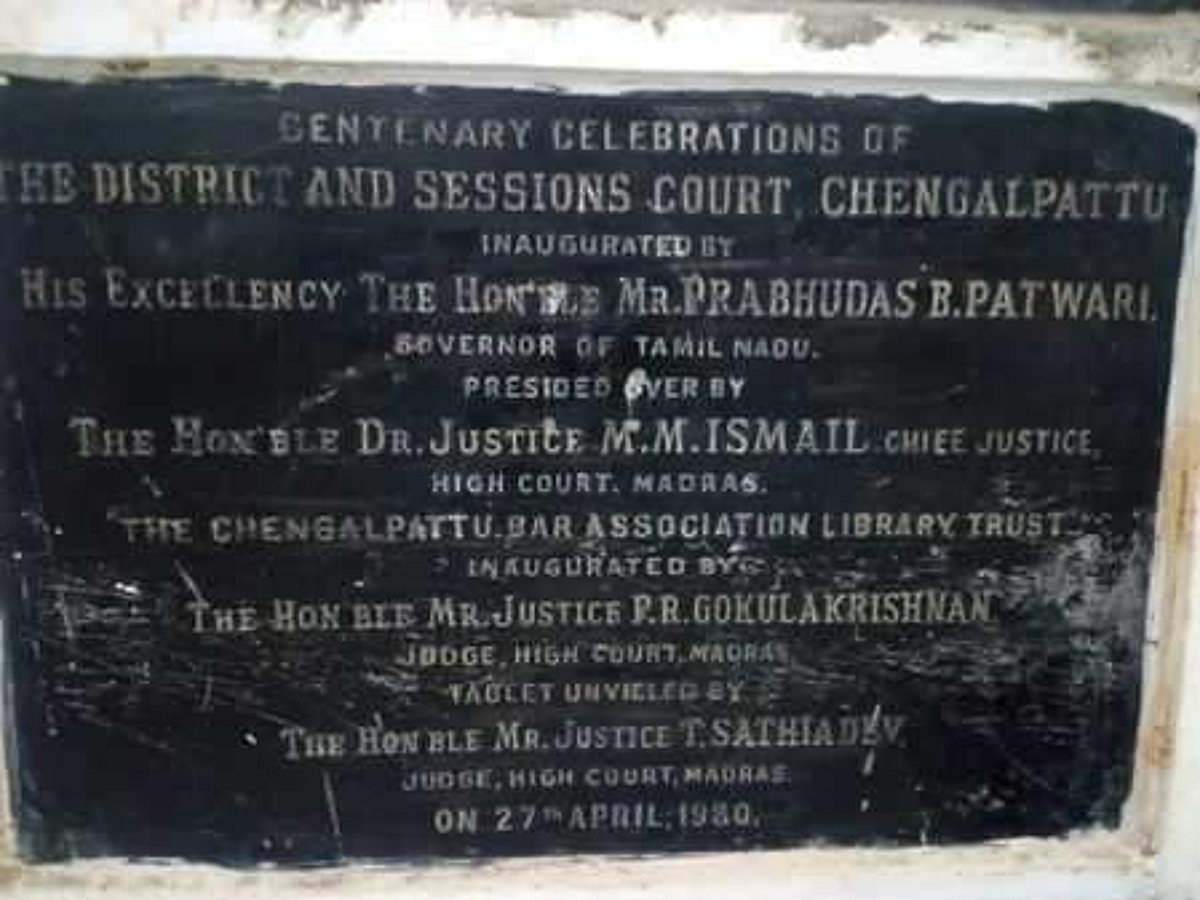 CENTENARY CELEBRATIONS OF
THE DISTRICT AND SESSIONS COURT, CHENGALPATTU
INAUGURATED BY
HIS EXCELLENCY THE HON'BLE MR.PRABHUDAS B.PATWARI.
GOVERNOR OF TAMIL NADU.
PRESIDED OVER BY
THE HON'BLE DR.JUSTICE M.M.ISMAIL CHIEF JUSTICE,
HIGH COURT. MADRAS.
THE CHENGALPATTU.BAR ASSOCIATION LIBRARY TRUST.
INAUGURATED BY
THE HON'BLE MR.JUSTICE P.R.GOKULAKRISHNAN
JUDGE, HIGH COURT.MADRAS
TABLET UNVIELED BY
THE HON'BLE MR.JUSTICE T.SATHIADEV.
JUDGE, HIGH COURT, MADRAS.
ON 27TH APRIL, 1980.